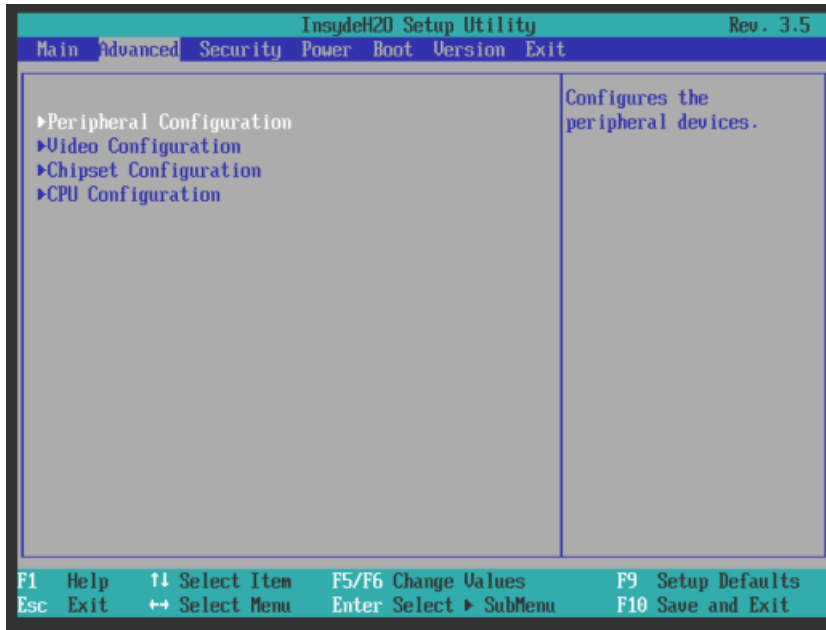 InsydeH2O Setup Utility Rev. 3.5
Main Advanced Security Power Boot Version Exit
▶Peripheral Configuration
▶Video Configuration
▶Chipset Configuration
▶CPU Configuration
Configures the
peripheral devices.
F1 Help ↑↓ Select Item F5/F6 Change Values F9 Setup Defaults
Esc Exit ↔ Select Menu Enter Select ▶ SubMenu F10 Save and Exit